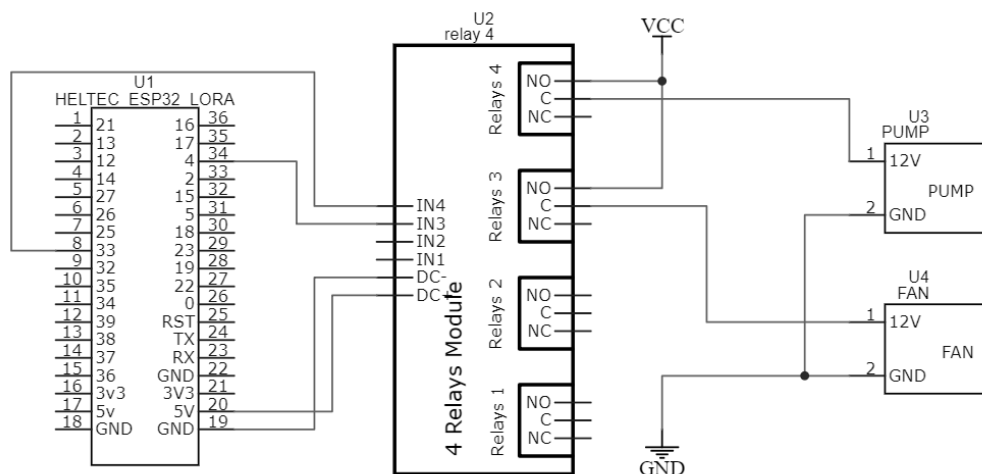 U1
HELTEC ESP32 LORA
1 21 16 36
2 13 17 35
3 12 4 34
4 14 2 33
5 27 15 32
6 26 5 31
7 25 18 30
8 33 23 29
9 32 19 28
10 35 22 27
11 34 0 26
12 39 RST 25
13 38 TX 24
14 37 RX 23
15 36 GND 22
16 3v3 3V3 21
17 5v 5V 20
18 GND GND 19
U2
relay 4
4 Relays Module
IN4
IN3
IN2
IN1
DC-
DC+
Relays 4
NO
C
NC
Relays 3
NO
C
NC
Relays 2
NO
C
NC
Relays 1
NO
C
NC
VCC
GND
U3
PUMP
1 12V
PUMP
2 GND
U4
FAN
1 12V
FAN
2 GND